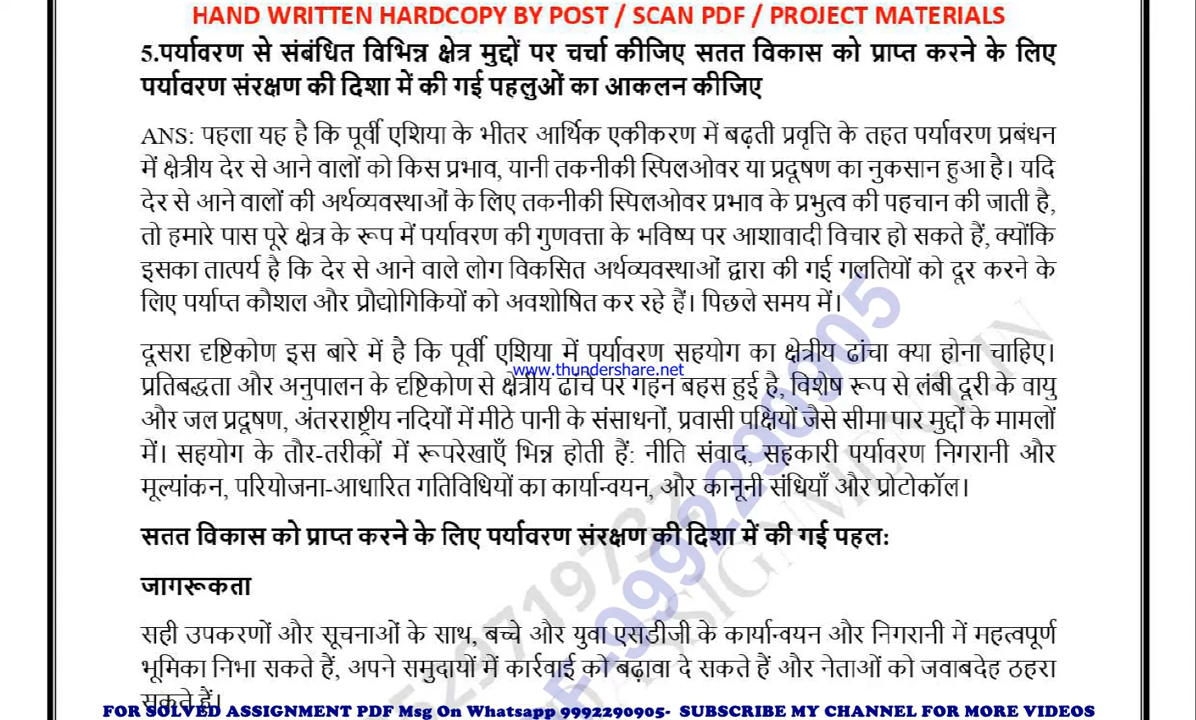 HAND WRITTEN HARDCOPY BY POST / SCAN PDF / PROJECT MATERIALS
5.पर्यावरण से संबंधित विभिन्न क्षेत्र मुद्दों पर चर्चा कीजिए सतत विकास को प्राप्त करने के लिए
पर्यावरण संरक्षण की दिशा में की गई पहलुओं का आकलन कीजिए
ANS: पहला यह है कि पूर्वी एशिया के भीतर आर्थिक एकीकरण में बढ़ती प्रवृत्ति के तहत पर्यावरण प्रबंधन
में क्षेत्रीय देर से आने वालों को किस प्रभाव, यानी तकनीकी स्पिलओवर या प्रदूषण का नुकसान हुआ है। यदि
देर से आने वालों की अर्थव्यवस्थाओं के लिए तकनीकी स्पिलओवर प्रभाव के प्रभुत्व की पहचान की जाती है,
तो हमारे पास पूरे क्षेत्र के रूप में पर्यावरण की गुणवत्ता के भविष्य पर आशावादी विचार हो सकते हैं, क्योंकि
इसका तात्पर्य है कि देर से आने वाले लोग विकसित अर्थव्यवस्थाओं द्वारा की गई गलतियों को दूर करने के
लिए पर्याप्त कौशल और प्रौद्योगिकियों को अवशोषित कर रहे हैं। पिछले समय में।
दूसरा दृष्टिकोण इस बारे में है कि पूर्वी एशिया में पर्यावरण सहयोग का क्षेत्रीय ढांचा क्या होना चाहिए।
www.thundershare.net
प्रतिबद्धता और अनुपालन के दृष्टिकोण से क्षेत्रीय ढांचे पर गहन बहस हुई है, विशेष रूप से लंबी दूरी के वायु
और जल प्रदूषण, अंतरराष्ट्रीय नदियों में मीठे पानी के संसाधनों, प्रवासी पक्षियों जैसे सीमा पार मुद्दों के मामलों
में। सहयोग के तौर-तरीकों में रूपरेखाएँ भिन्न होती हैं: नीति संवाद, सहकारी पर्यावरण निगरानी और
मूल्यांकन, परियोजना-आधारित गतिविधियों का कार्यान्वयन, और कानूनी संधियाँ और प्रोटोकॉल।
सतत विकास को प्राप्त करने के लिए पर्यावरण संरक्षण की दिशा में की गई पहल:
जागरूकता
सही उपकरणों और सूचनाओं के साथ, बच्चे और युवा एसडीजी के कार्यान्वयन और निगरानी में महत्वपूर्ण
भूमिका निभा सकते हैं, अपने समुदायों में कार्रवाई को बढ़ावा दे सकते हैं और नेताओं को जवाबदेह ठहरा
सकते हैं।
FOR SOLVED ASSIGNMENT PDF Msg On Whatsapp 9992290905- SUBSCRIBE MY CHANNEL FOR MORE VIDEOS